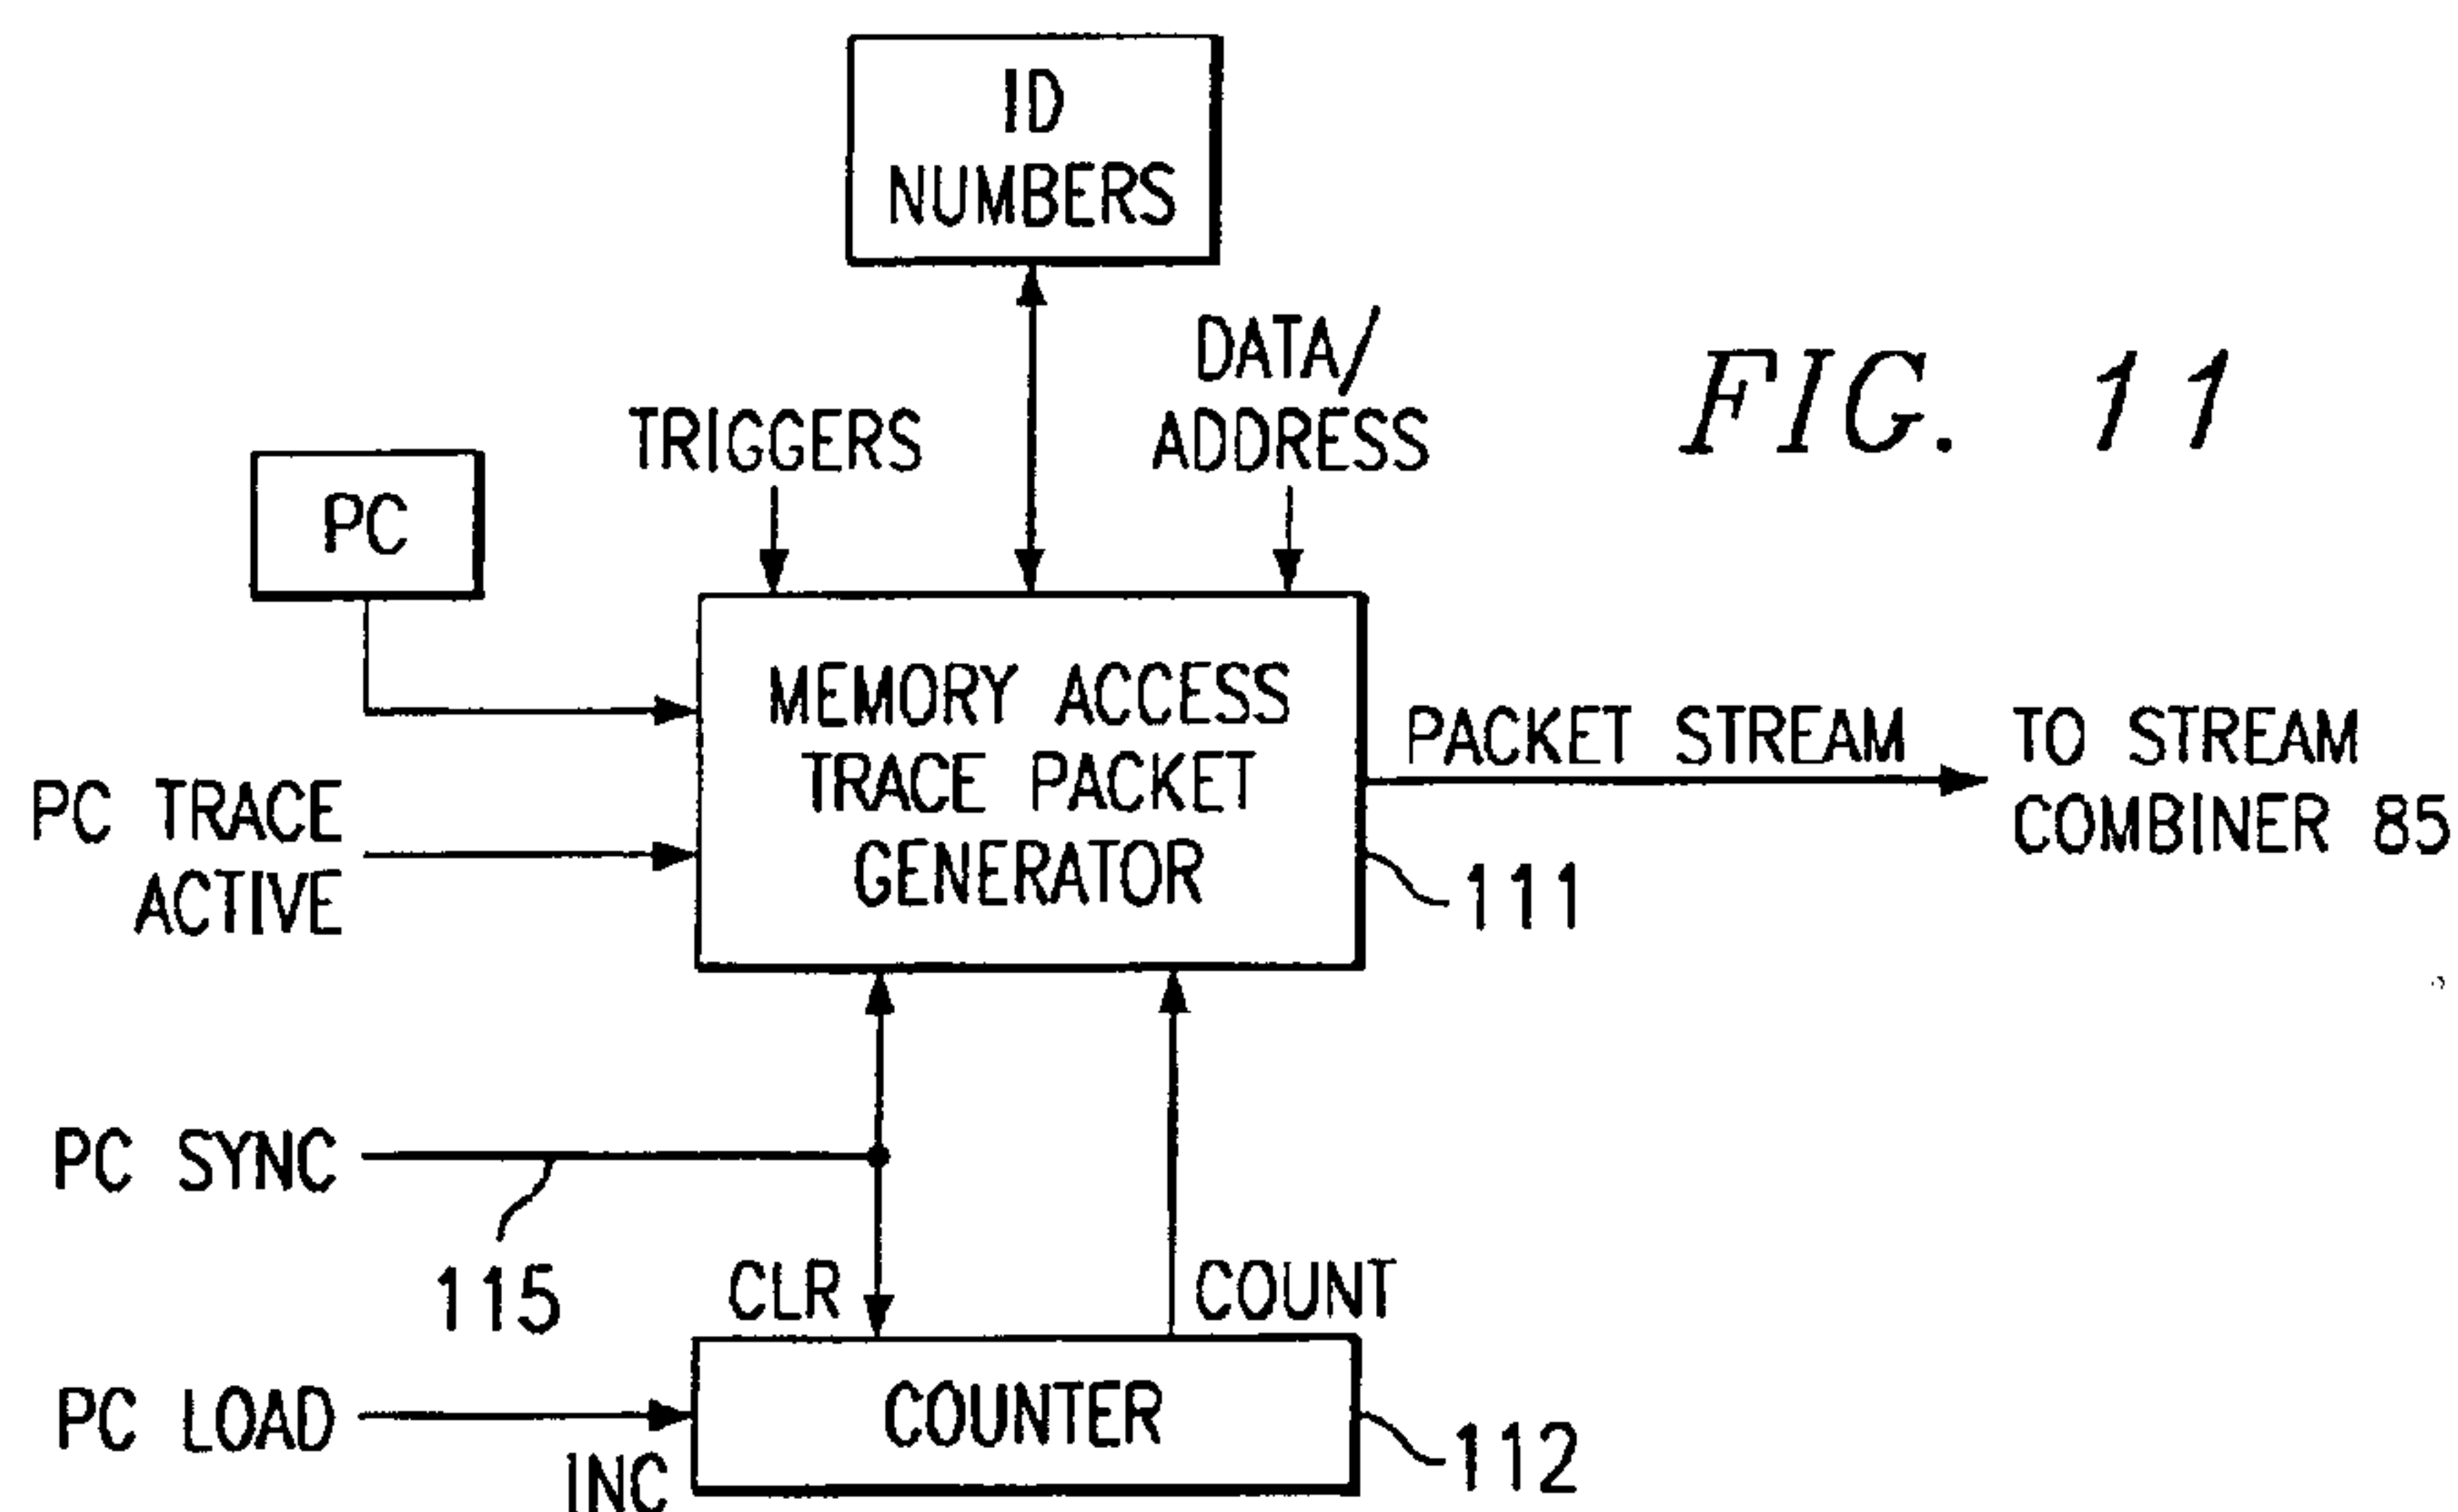 ID
NUMBERS
DATA/
ADDRESS
TRIGGERS
FIG. 11
PC
MEMORY ACCESS
TRACE PACKET
GENERATOR
PACKET STREAM
TO STREAM
COMBINER 85
PC TRACE
ACTIVE
111
PC SYNC
115
CLR
COUNT
PC LOAD
INC
COUNTER
112